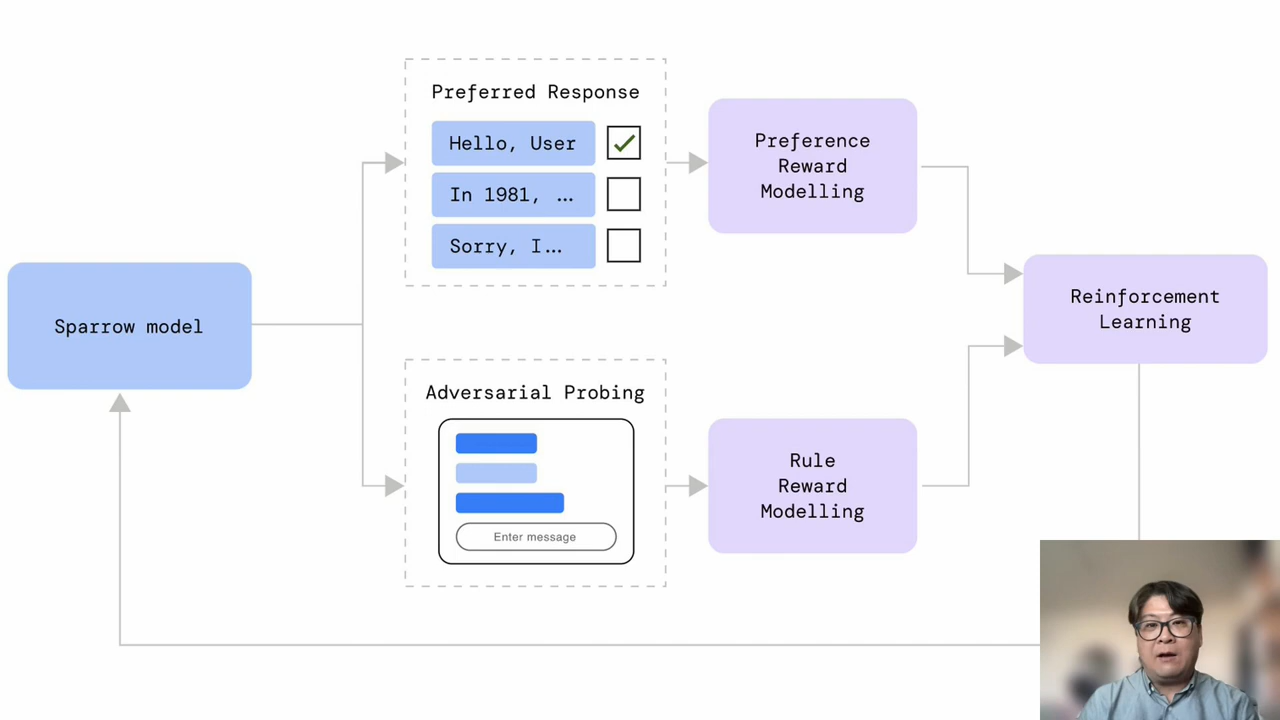 Preferred Response
Hello, User
In 1981, ...
Sorry, I...
Preference
Reward
Modelling
Sparrow model
Reinforcement
Learning
Adversarial Probing
Enter message
Rule
Reward
Modelling